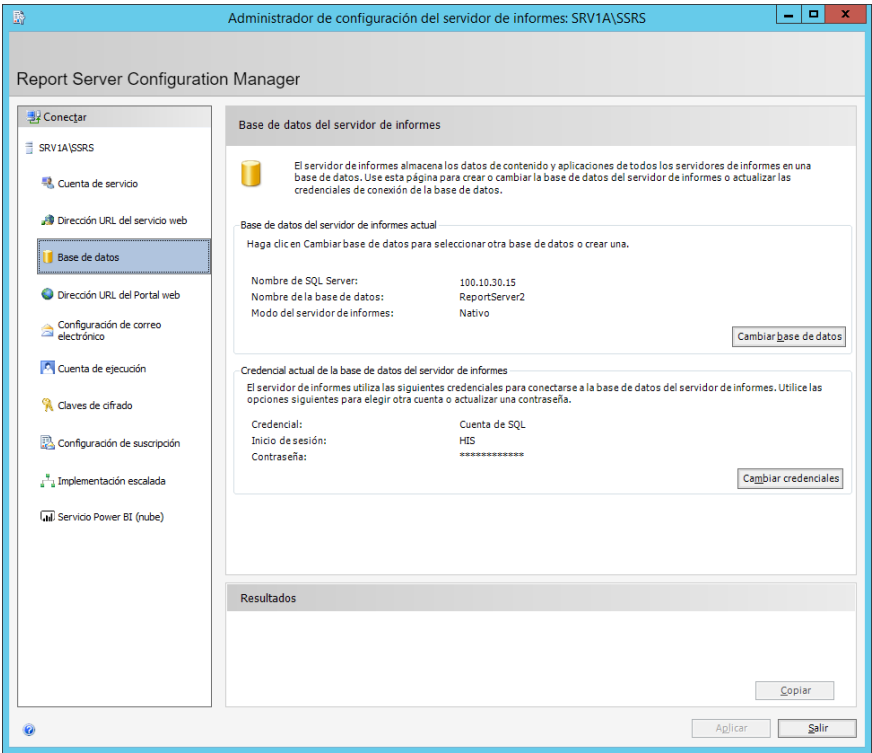 Administrador de configuración del servidor de informes: SRV1A\SSRS
Report Server Configuration Manager
Conectar
SRV1A\SSRS
Cuenta de servicio
Dirección URL del servicio web
Base de datos
Dirección URL del Portal web
Configuración de correo
electrónico
Cuenta de ejecución
Claves de cifrado
Configuración de suscripción
Implementación escalada
Servicio Power BI (nube)
Base de datos del servidor de informes
El servidor de informes almacena los datos de contenido y aplicaciones de todos los servidores de informes en una
base de datos. Use esta página para crear o cambiar la base de datos del servidor de informes o actualizar las
credenciales de conexión de la base de datos.
Base de datos del servidor de informes actual
Haga clic en Cambiar base de datos para seleccionar otra base de datos o crear una.
Nombre de SQL Server: 100.10.30.15
Nombre de la base de datos: ReportServer2
Modo del servidor de informes: Nativo
Cambiar base de datos
Credencial actual de la base de datos del servidor de informes
El servidor de informes utiliza las siguientes credenciales para conectarse a la base de datos del servidor de informes. Utilice las
opciones siguientes para elegir otra cuenta o actualizar una contraseña.
Credencial: Cuenta de SQL
Inicio de sesión: HIS
Contraseña: ************
Cambiar credenciales
Resultados
Copiar
Aplicar
Salir